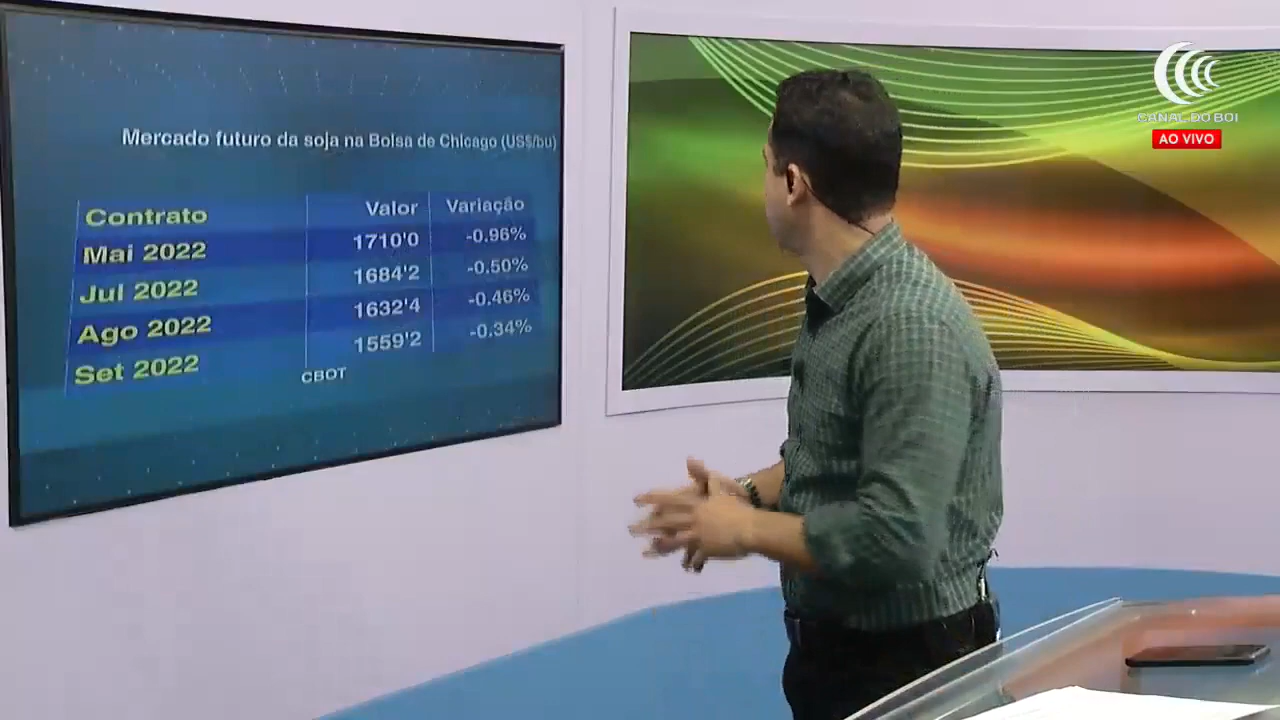 Mercado futuro da soja na Bolsa de Chicago (US$/bu)
Contrato Valor Variação
Mai 2022 1710'0 -0.96%
Jul 2022 1684'2 -0.50%
Ago 2022 1632'4 -0.46%
Set 2022 1559'2 -0.34%
CBOT
CANAL DO BOI
AO VIVO